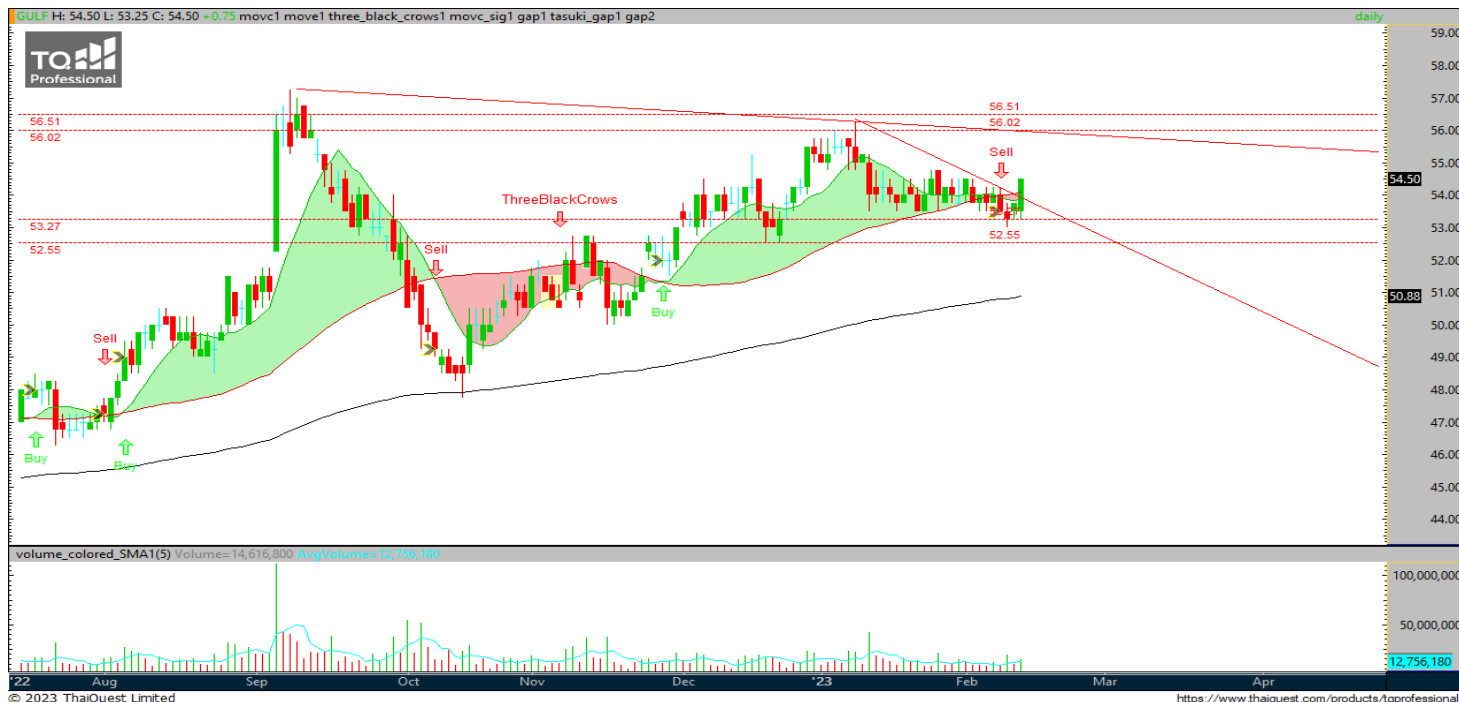 GULF H: 54.50 L: 53.25 C: 54.50 +0.75 movc1 move1 three_black_crows1 movc_sig1 gap1 tasuki_gap1 gap2 daily
TQ
Professional
59.00
58.00
57.00
56.00
55.00
54.50
54.00
53.00
52.00
51.00
50.88
50.00
49.00
48.00
47.00
46.00
45.00
44.00
56.51 56.51
56.02 56.02
Sell
ThreeBlackCrows
53.27
52.55 52.55
Sell
Buy
Sell
Buy
Buy
volume_colored_SMA1(5) Volume=14,616,800 AvgVolume=12,756,180
100,000,000
50,000,000
12,756,180
'22 Aug Sep Oct Nov Dec '23 Feb Mar Apr
© 2023 ThaiQuest Limited https://www.thaiquest.com/products/tqprofessional